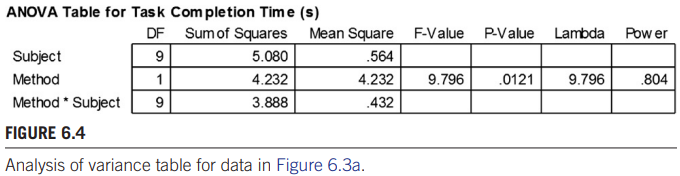 ANOVA Table for Task Completion Time (s)
DF Sum of Squares Mean Square F-Value P-Value Lambda Power
Subject 9 5.080 .564
Method 1 4.232 4.232 9.796 .0121 9.796 .804
Method * Subject 9 3.888 .432
FIGURE 6.4
Analysis of variance table for data in Figure 6.3a.